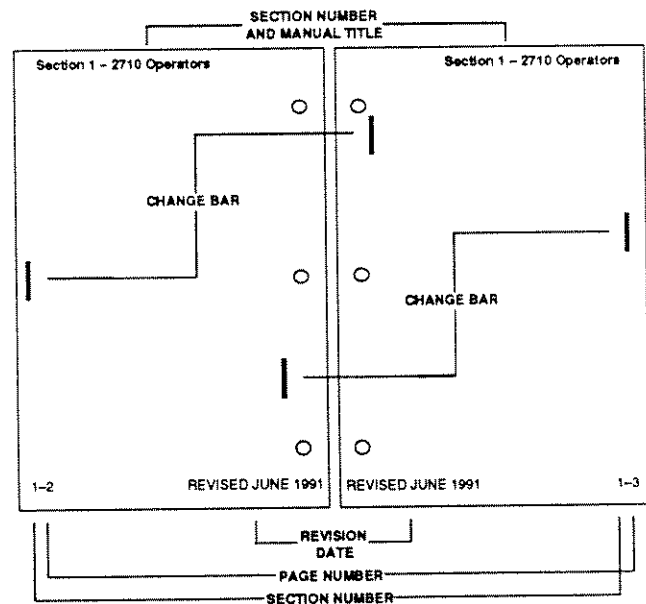 SECTION NUMBER
AND MANUAL TITLE
Section 1 – 2710 Operators
Section 1 – 2710 Operators
CHANGE BAR
CHANGE BAR
1–2
REVISED JUNE 1991
REVISED JUNE 1991
1–3
REVISION
DATE
PAGE NUMBER
SECTION NUMBER